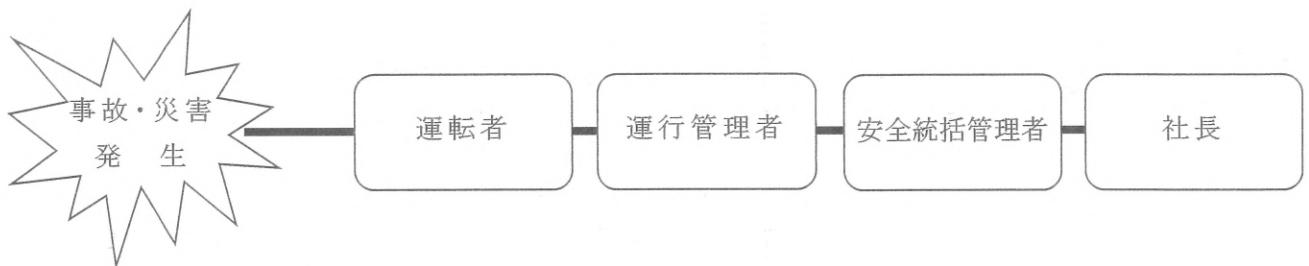 事故・災害
発　生
運転者
運行管理者
安全統括管理者
社長